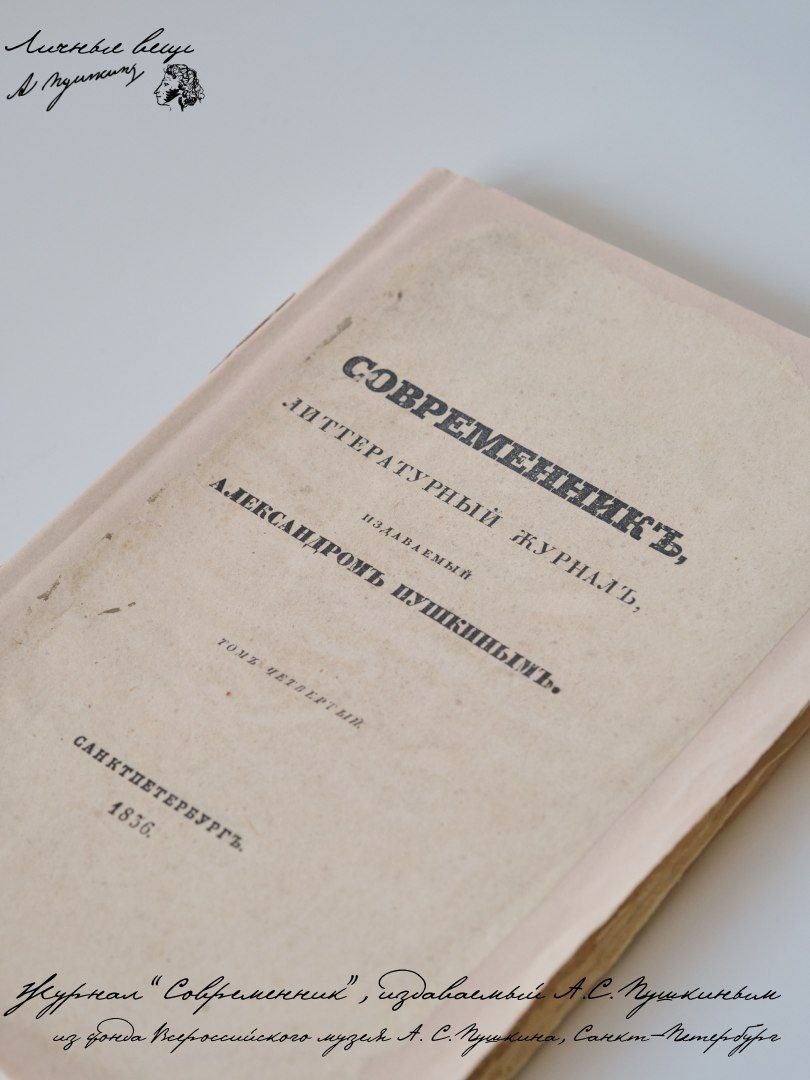 Личные вещи
А Пушкинъ
СОВРЕМЕННИКЪ,
ЛИТТЕРАТУРНЫЙ ЖУРНАЛЪ,
ИЗДАВАЕМЫЙ
АЛЕКСАНДРОМЪ ПУШКИНЫМЪ.
ТОМЪ ЧЕТВЕРТЫЙ.
САНКТПЕТЕРБУРГЪ.
1836.
Журнал "Современник", издаваемый А.С.Пушкиным
из фонда Всероссийского музея А. С.Пушкина, Санкт-Петербург